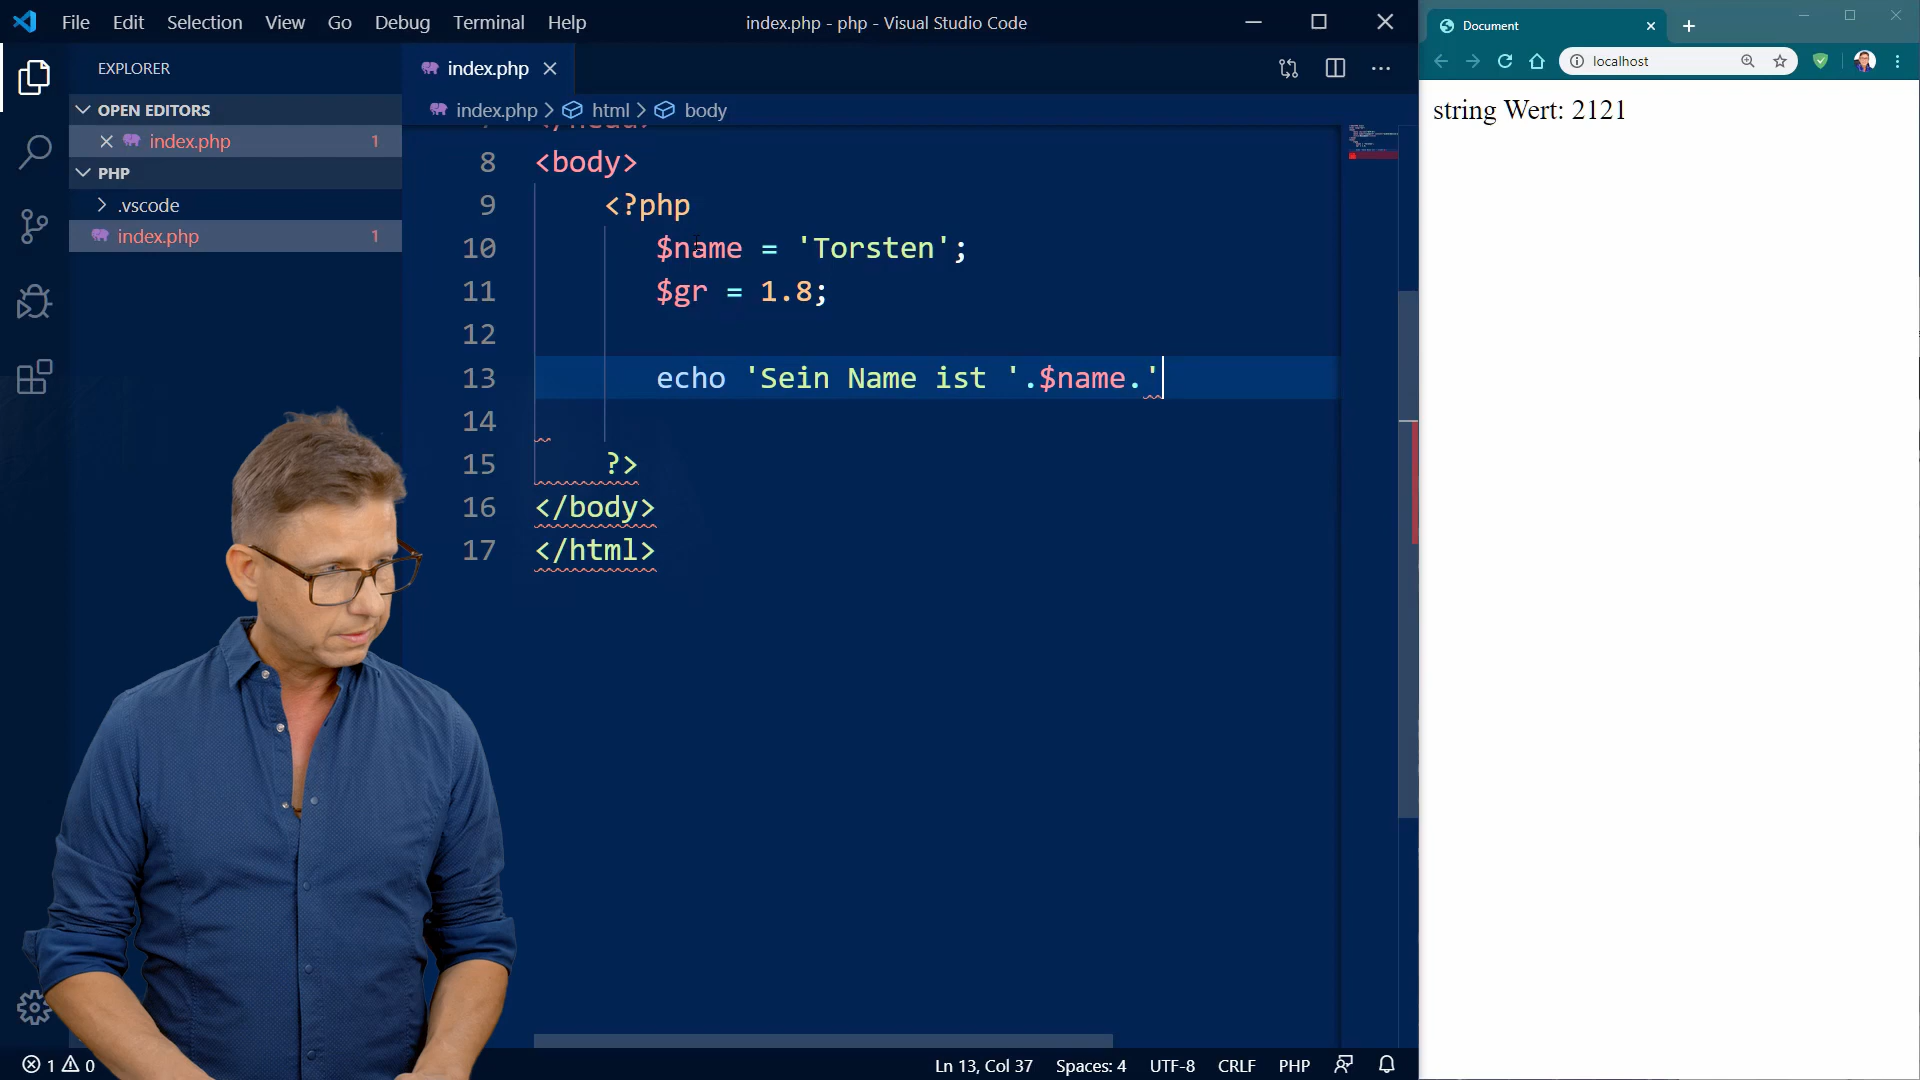 File Edit Selection View Go Debug Terminal Help
index.php - php - Visual Studio Code
EXPLORER
OPEN EDITORS
index.php 1
PHP
.vscode
index.php 1
index.php
index.php > html > body
8 <body>
9 <?php
10 $name = 'Torsten';
11 $gr = 1.8;
12
13 echo 'Sein Name ist '.$name.'
14
15 ?>
16 </body>
17 </html>
1 0
Ln 13, Col 37 Spaces: 4 UTF-8 CRLF PHP
Document
localhost
string Wert: 2121